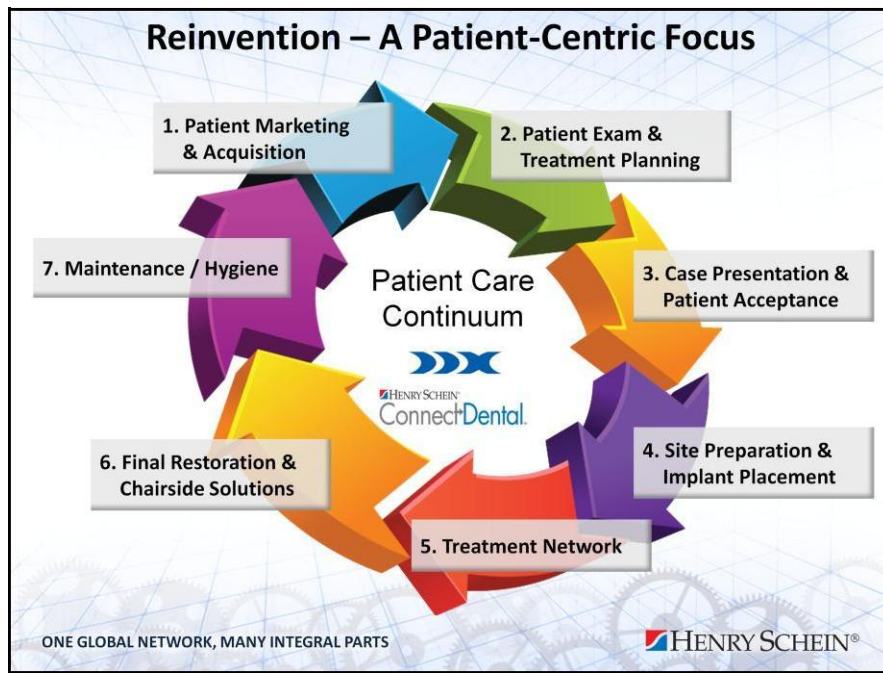 Reinvention – A Patient-Centric Focus
1. Patient Marketing
& Acquisition
2. Patient Exam &
Treatment Planning
3. Case Presentation &
Patient Acceptance
4. Site Preparation &
Implant Placement
5. Treatment Network
6. Final Restoration &
Chairside Solutions
7. Maintenance / Hygiene
Patient Care
Continuum
DDX
HENRY SCHEIN®
ConnectDental.
ONE GLOBAL NETWORK, MANY INTEGRAL PARTS
HENRY SCHEIN®